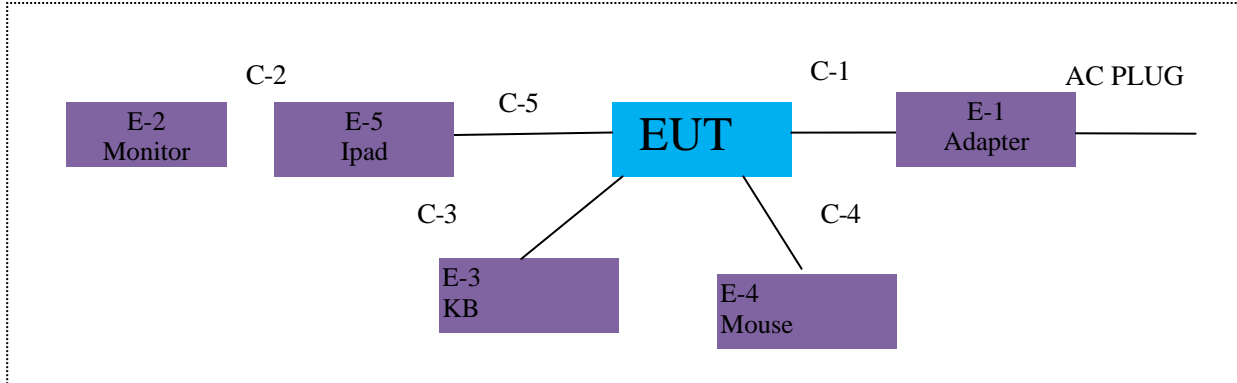 C-2
C-5
C-1
AC PLUG
E-2
Monitor
E-5
Ipad
EUT
E-1
Adapter
C-3
C-4
E-3
KB
E-4
Mouse